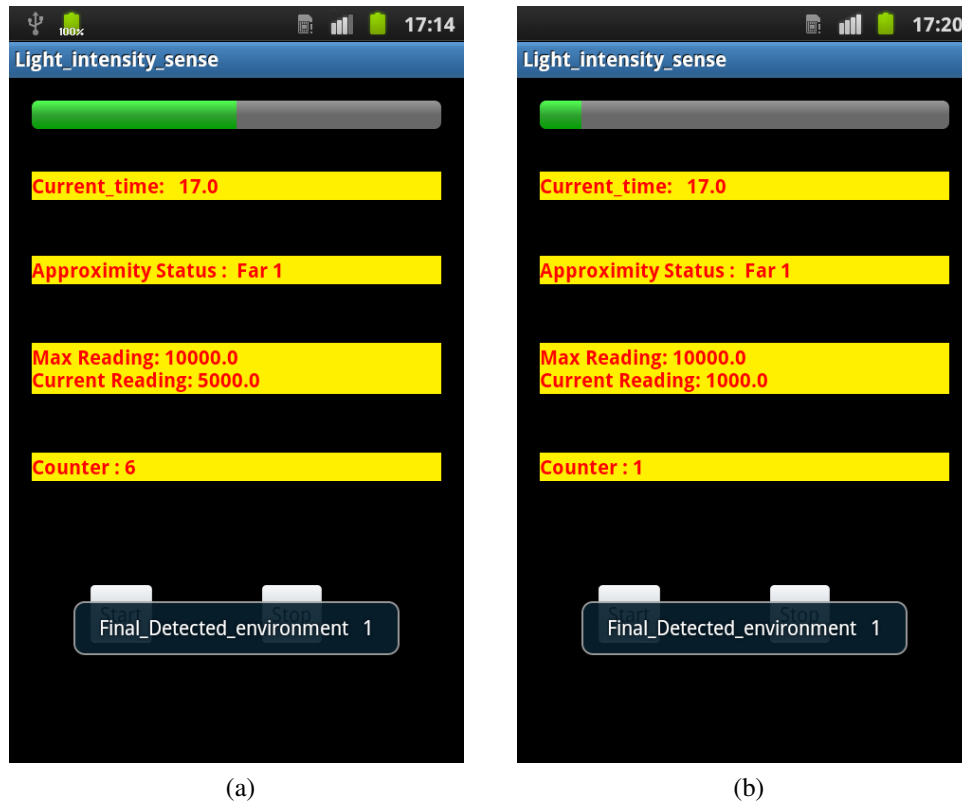 100%
17:14
Light_intensity_sense
Current_time: 17.0
Approximity Status : Far 1
Max Reading: 10000.0
Current Reading: 5000.0
Counter : 6
Start Stop
Final_Detected_environment 1
(a)
17:20
Light_intensity_sense
Current_time: 17.0
Approximity Status : Far 1
Max Reading: 10000.0
Current Reading: 1000.0
Counter : 1
Start Stop
Final_Detected_environment 1
(b)